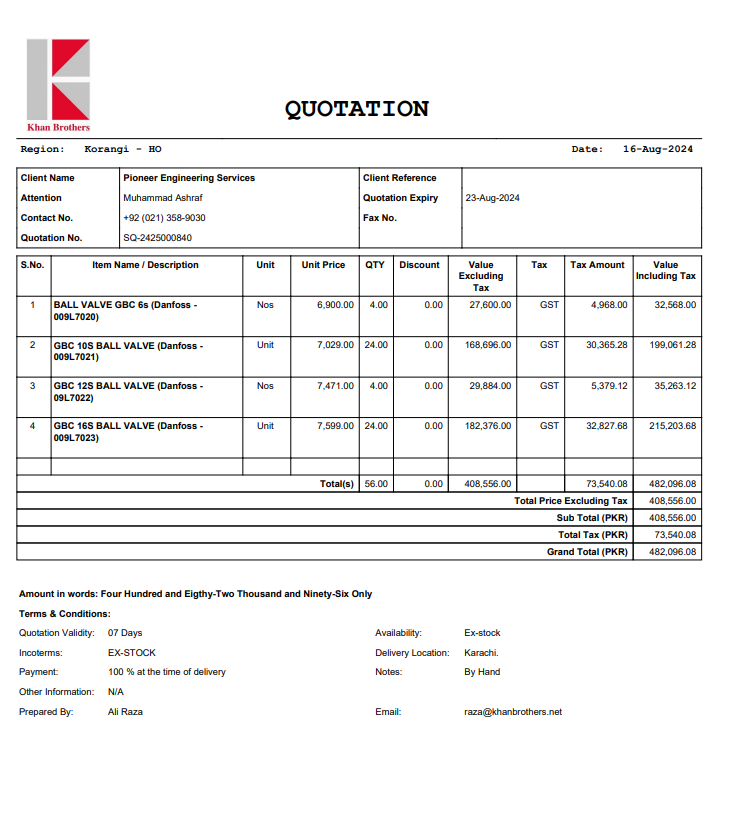 Khan Brothers
QUOTATION
Region: Korangi - HO Date: 16-Aug-2024
Client Name Pioneer Engineering Services Client Reference
Attention Muhammad Ashraf Quotation Expiry 23-Aug-2024
Contact No. +92 (021) 358-9030 Fax No.
Quotation No. SQ-2425000840
S.No. Item Name / Description Unit Unit Price QTY Discount Value Excluding Tax Tax Tax Amount Value Including Tax
1 BALL VALVE GBC 6s (Danfoss - 009L7020) Nos 6,900.00 4.00 0.00 27,600.00 GST 4,968.00 32,568.00
2 GBC 10S BALL VALVE (Danfoss - 009L7021) Unit 7,029.00 24.00 0.00 168,696.00 GST 30,365.28 199,061.28
3 GBC 12S BALL VALVE (Danfoss - 09L7022) Nos 7,471.00 4.00 0.00 29,884.00 GST 5,379.12 35,263.12
4 GBC 16S BALL VALVE (Danfoss - 009L7023) Unit 7,599.00 24.00 0.00 182,376.00 GST 32,827.68 215,203.68
Total(s) 56.00 0.00 408,556.00 73,540.08 482,096.08
Total Price Excluding Tax 408,556.00
Sub Total (PKR) 408,556.00
Total Tax (PKR) 73,540.08
Grand Total (PKR) 482,096.08
Amount in words: Four Hundred and Eigthy-Two Thousand and Ninety-Six Only
Terms & Conditions:
Quotation Validity: 07 Days Availability: Ex-stock
Incoterms: EX-STOCK Delivery Location: Karachi.
Payment: 100 % at the time of delivery Notes: By Hand
Other Information: N/A
Prepared By: Ali Raza Email: raza@khanbrothers.net